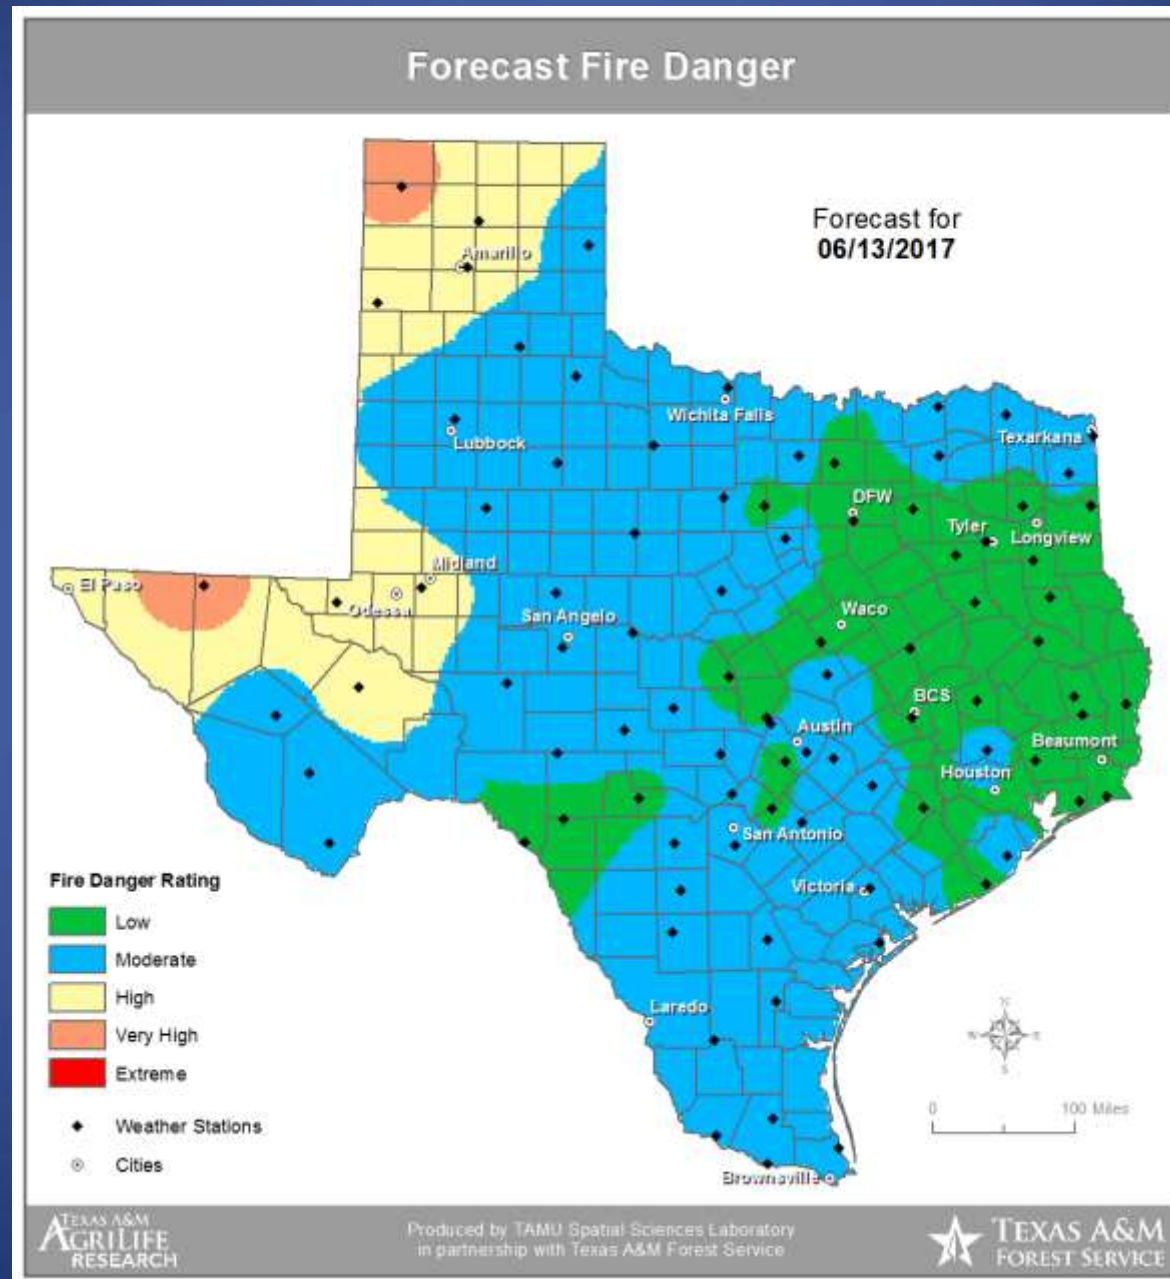 Forecast Fire Danger
Forecast for
06/13/2017
Amarillo
Wichita Falls
Lubbock
Texarkana
DFW
Tyler
Longview
Midland
El Paso
Odessa
San Angelo
Waco
BCS
Austin
Beaumont
Houston
San Antonio
Victoria
Laredo
Brownsville
Fire Danger Rating
Low
Moderate
High
Very High
Extreme
Weather Stations
Cities
N
W
E
S
0 100 Miles
TEXAS A&M
AGRILIFE
RESEARCH
Produced by TAMU Spatial Sciences Laboratory
in partnership with Texas A&M Forest Service
TEXAS A&M
FOREST SERVICE